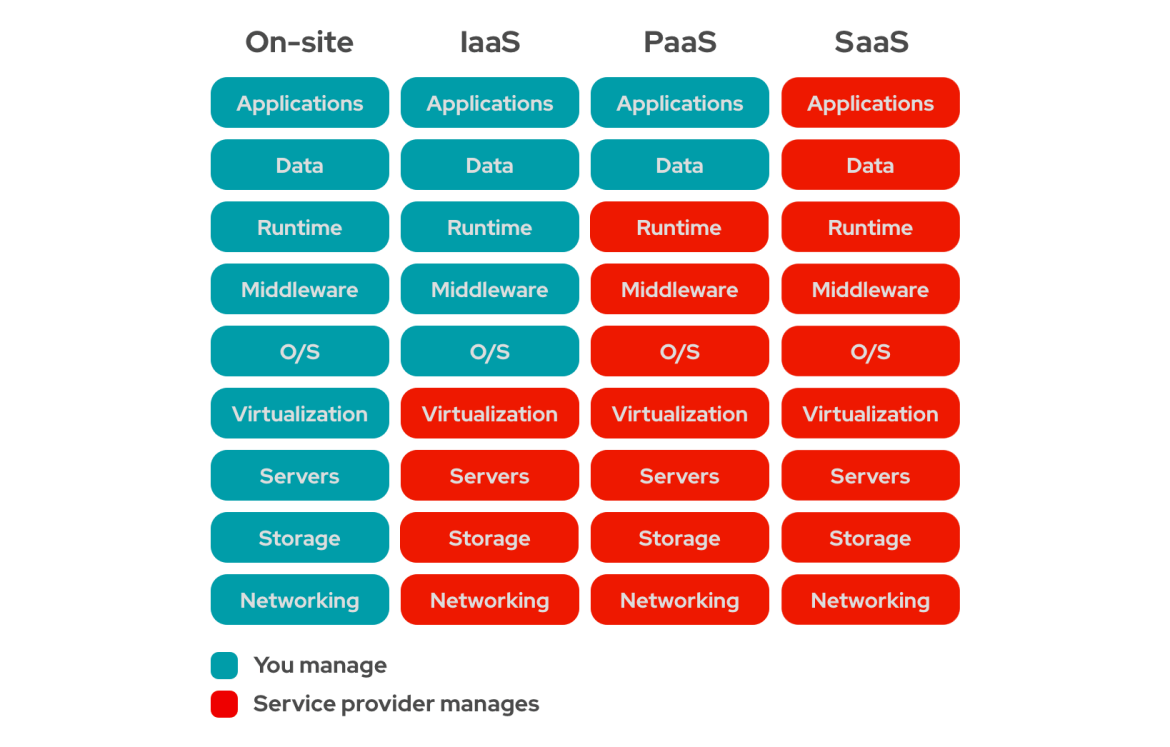 On-site IaaS PaaS SaaS
Applications Applications Applications Applications
Data Data Data Data
Runtime Runtime Runtime Runtime
Middleware Middleware Middleware Middleware
O/S O/S O/S O/S
Virtualization Virtualization Virtualization Virtualization
Servers Servers Servers Servers
Storage Storage Storage Storage
Networking Networking Networking Networking
You manage
Service provider manages